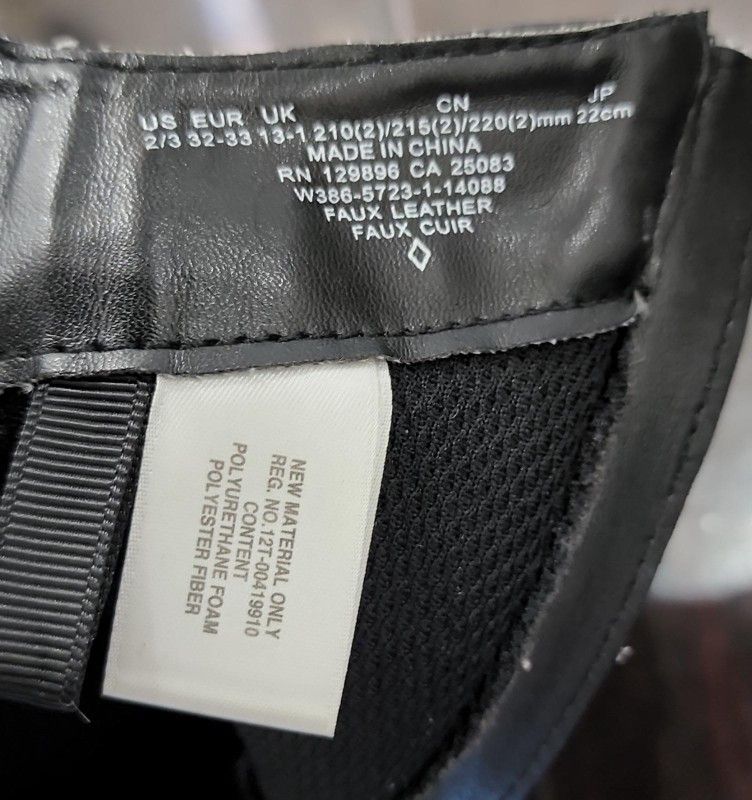 US EUR UK CN JP
2/3 32-33 13-1 210(2)/215(2)/220(2)mm 22cm
MADE IN CHINA
RN 129896 CA 25083
W386-5723-1-14088
FAUX LEATHER
FAUX CUIR
NEW MATERIAL ONLY
REG. NO.12T-00419910
CONTENT
POLYURETHANE FOAM
POLYESTER FIBER